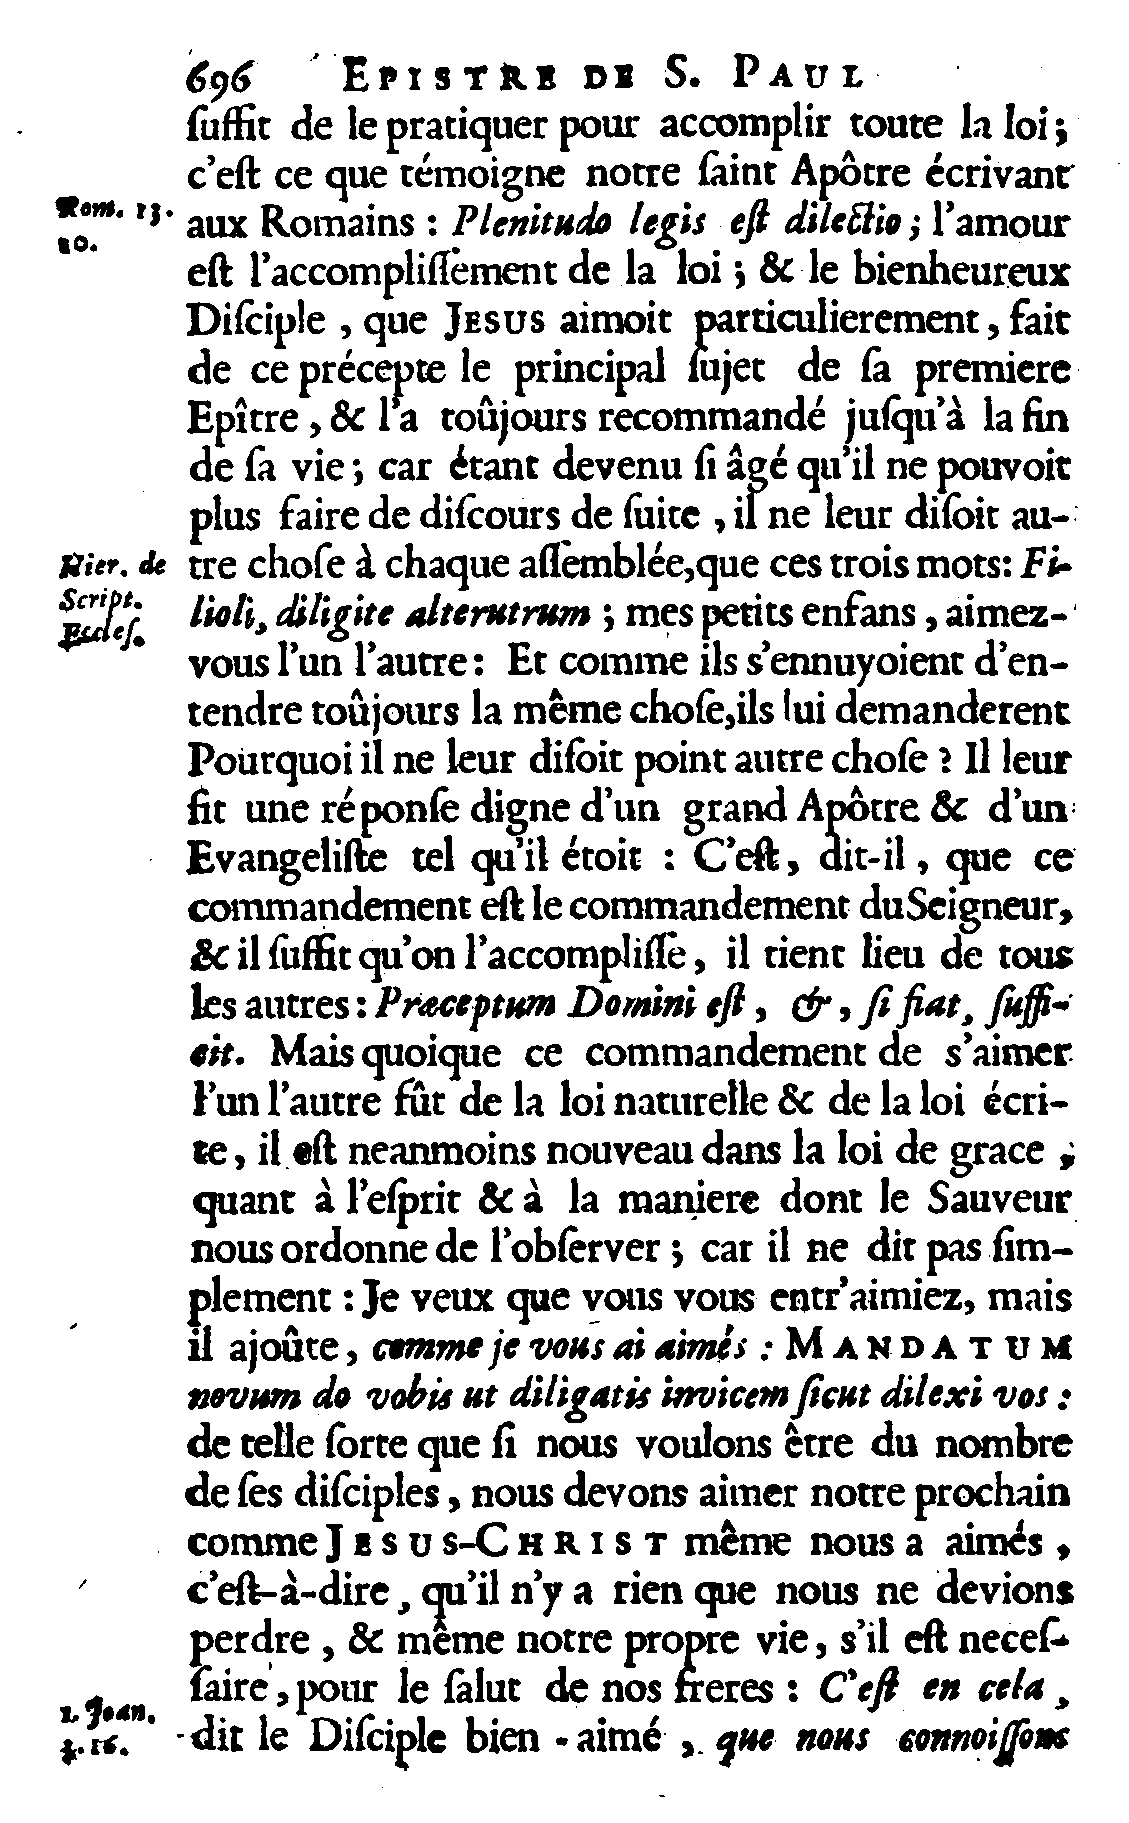 696 EPISTRE DE S. PAUL
ſuffit de le pratiquer pour accomplir toute la loi;
c'eſt ce que témoigne notre ſaint Apôtre écrivant
Rom. 13.
10.
aux Romains : Plenitudo legis eſt dilectio ; l'amour
eſt l'accompliſſement de la loi ; & le bienheureux
Diſciple , que JESUS aimoit particulierement, fait
de ce précepte le principal ſujet de ſa premiere
Epître , & l'a toûjours recommandé juſqu'à la fin
de ſa vie; car étant devenu ſi âgé qu'il ne pouvoit
plus faire de diſcours de ſuite , il ne leur diſoit au-
Hier. de
Script.
Eccleſ.
tre choſe à chaque aſſemblée,que ces trois mots: Fi-
lioli, diligite alterutrum ; mes petits enfans , aimez-
vous l'un l'autre: Et comme ils s'ennuyoient d'en-
tendre toûjours la même choſe,ils lui demanderent
Pourquoi il ne leur diſoit point autre choſe ? Il leur
fit une réponſe digne d'un grand Apôtre & d'un
Evangeliſte tel qu'il étoit : C'eſt, dit-il , que ce
commandement eſt le commandement du Seigneur,
& il ſuffit qu'on l'accompliſſe, il tient lieu de tous
les autres : Præceptum Domini eſt , & , ſi fiat, ſuffi-
cit. Mais quoique ce commandement de s'aimer
l'un l'autre fût de la loi naturelle & de la loi écri-
te, il eſt neanmoins nouveau dans la loi de grace ,
quant à l'eſprit & à la maniere dont le Sauveur
nous ordonne de l'obſerver ; car il ne dit pas ſim-
plement : Je veux que vous vous entr'aimiez, mais
il ajoûte, comme je vous ai aimés : MANDATUM
novum do vobis ut diligatis invicem ſicut dilexi vos :
de telle ſorte que ſi nous voulons être du nombre
de ſes diſciples , nous devons aimer notre prochain
comme JESUS-CHRIST même nous a aimés ,
c'eſt-à-dire , qu'il n'y a rien que nous ne devions
perdre , & même notre propre vie, s'il eſt neceſ-
ſaire , pour le ſalut de nos freres : C'eſt en cela ,
1. Joan.
3. 16.
dit le Diſciple bien-aimé , que nous connoiſſons